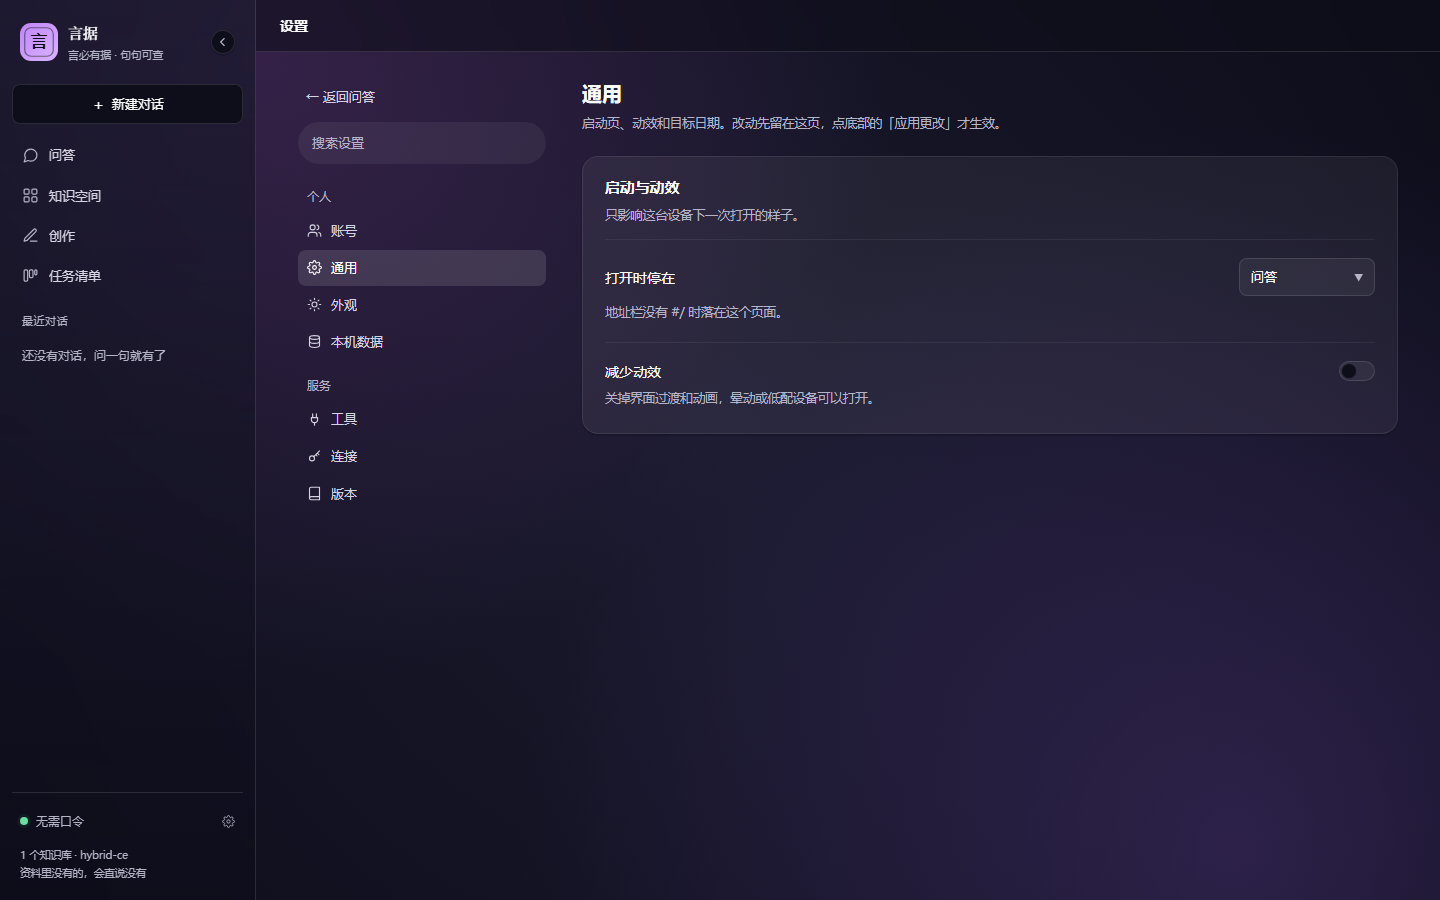 言
言据
言必有据 · 句句可查
+ 新建对话
问答
知识空间
创作
任务清单
最近对话
还没有对话，问一句就有了
无需口令
1 个知识库 · hybrid-ce
资料里没有的，会直说没有
设置
← 返回问答
搜索设置
个人
账号
通用
外观
本机数据
服务
工具
连接
版本
通用
启动页、动效和目标日期。改动先留在这页，点底部的「应用更改」才生效。
启动与动效
只影响这台设备下一次打开的样子。
打开时停在
问答
地址栏没有 #/ 时落在这个页面。
减少动效
关掉界面过渡和动画，晕动或低配设备可以打开。